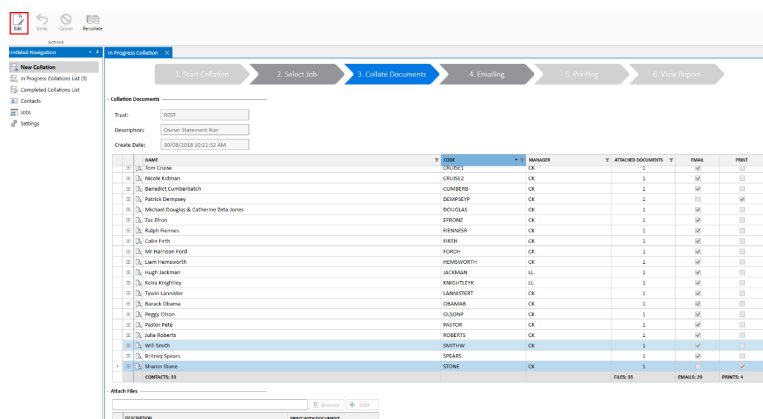 Edit Undo Cancel Re-collate
Actions
rintMail Navigation
In Progress Collation
New Collation
In Progress Collations List (3)
Completed Collations List
Contacts
Jobs
Settings
1. Start Collation 2. Select Job 3. Collate Documents 4. Emailing 5. Printing 6. View Report
Collation Documents
Trust: REST
Description: Owner Statement Run
Create Date: 30/08/2018 10:21:32 AM
NAME CODE MANAGER ATTACHED DOCUMENTS EMAIL PRINT
Tom Cruise CRUISE1 CK 1
Nicole Kidman CRUISE2 CK 1
Benedict Cumberbatch CUMBERB CK 1
Patrick Dempsey DEMPSEYP CK 1
Michael Douglas & Catherine Zeta-Jones DOUGLAS CK 1
Zac Efron EFRONZ CK 1
Ralph Fiennes FIENNESR CK 1
Colin Firth FIRTH CK 1
Mr Harrison Ford FORDH CK 1
Liam Hemsworth HEMSWORTH CK 1
Hugh Jackman JACKMAN LL 1
Keira Knightley KNIGHTLEYK LL 1
Tywin Lannister LANNISTERT CK 1
Barack Obama OBAMAB CK 1
Peggy Olson OLSONP CK 1
Pastor Pete PASTOR CK 1
Julia Roberts ROBERTS CK 1
Will Smith SMITHW CK 1
Britney Spears SPEARS 1
Sharon Stone STONE CK 1
CONTACTS: 33 FILES: 33 EMAILS: 29 PRINTS: 4
Attach Files
Browse Add
DESCRIPTION PRINT WITH DOCUMENT